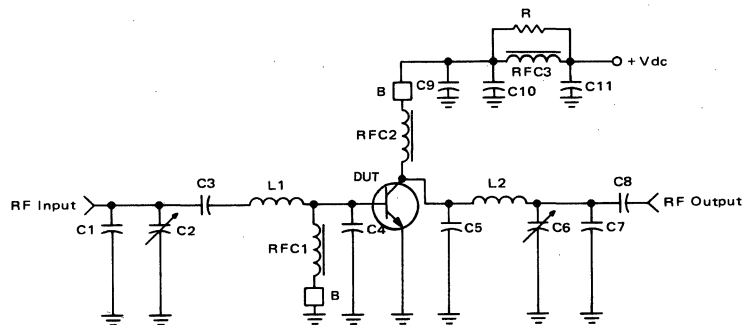 R
+ Vdc
RFC3
B
C9
C10
C11
RFC2
DUT
C3
L1
L2
C8
RF Input
RF Output
C1
C2
C4
C5
C6
C7
RFC1
B